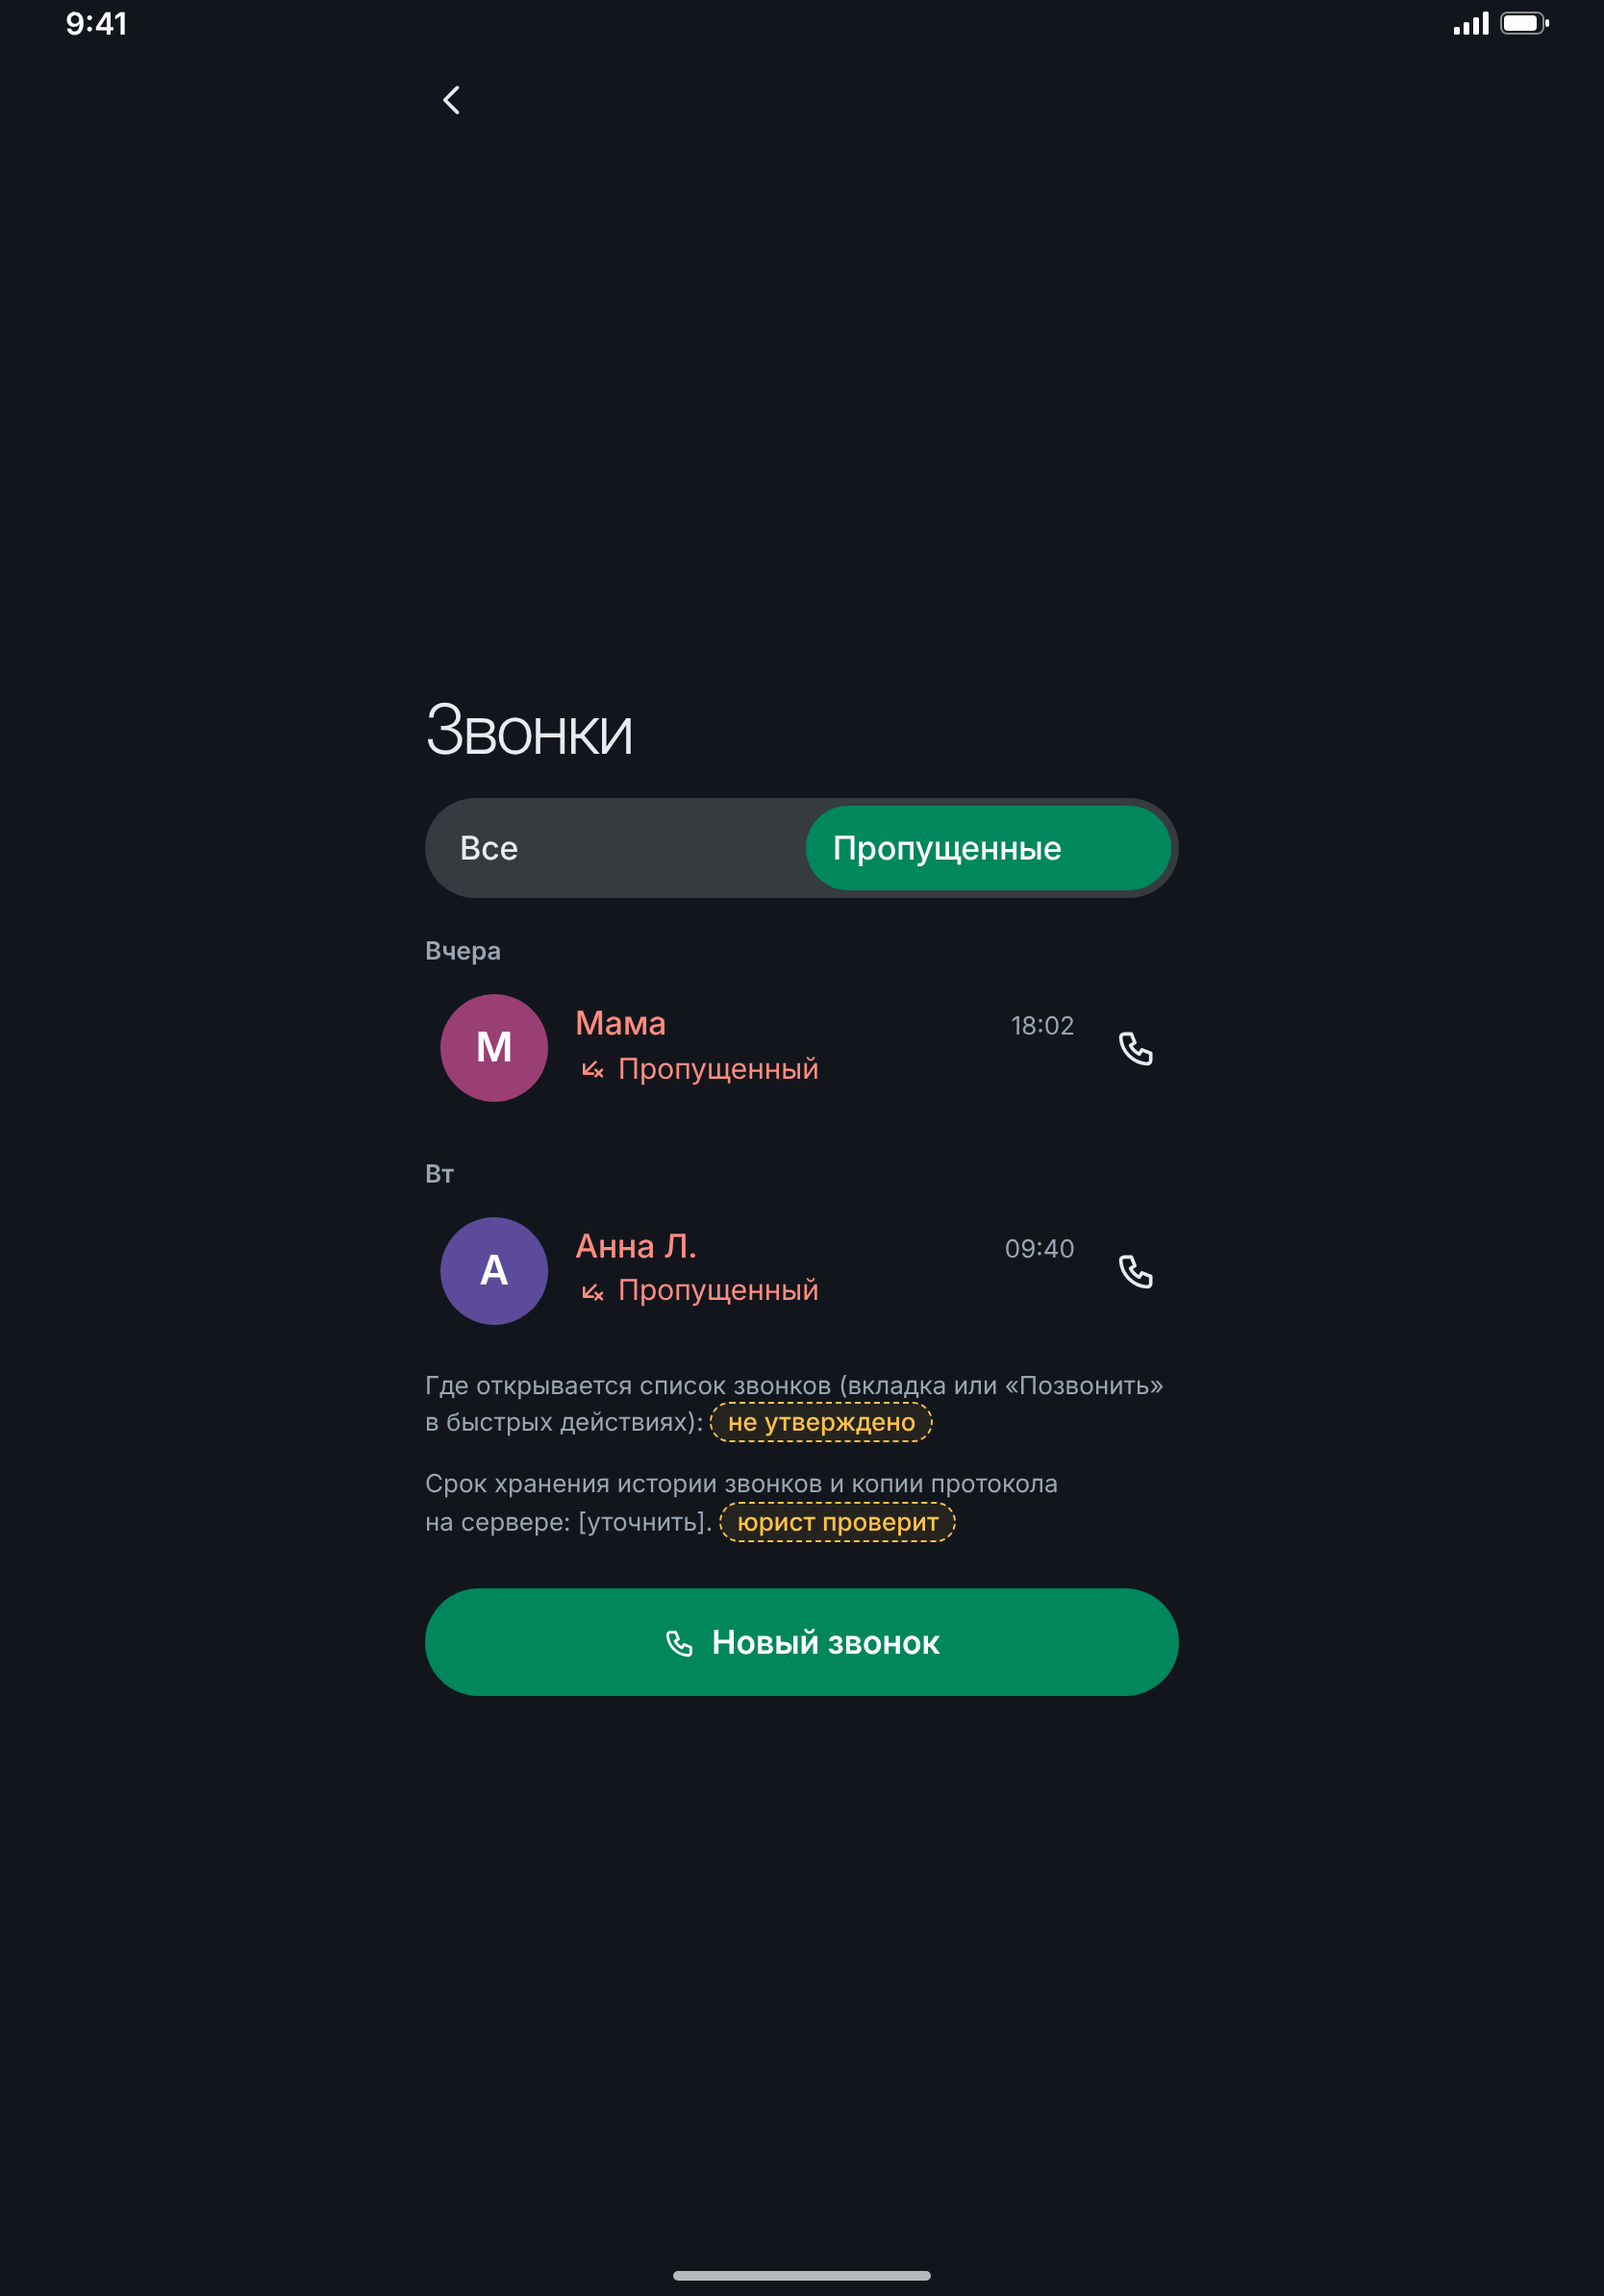 9:41
Звонки
Все
Пропущенные
Вчера
М
Мама
18:02
Пропущенный
Вт
А
Анна Л.
09:40
Пропущенный
Где открывается список звонков (вкладка или «Позвонить»
в быстрых действиях): не утверждено
Срок хранения истории звонков и копии протокола
на сервере: [уточнить]. юрист проверит
Новый звонок